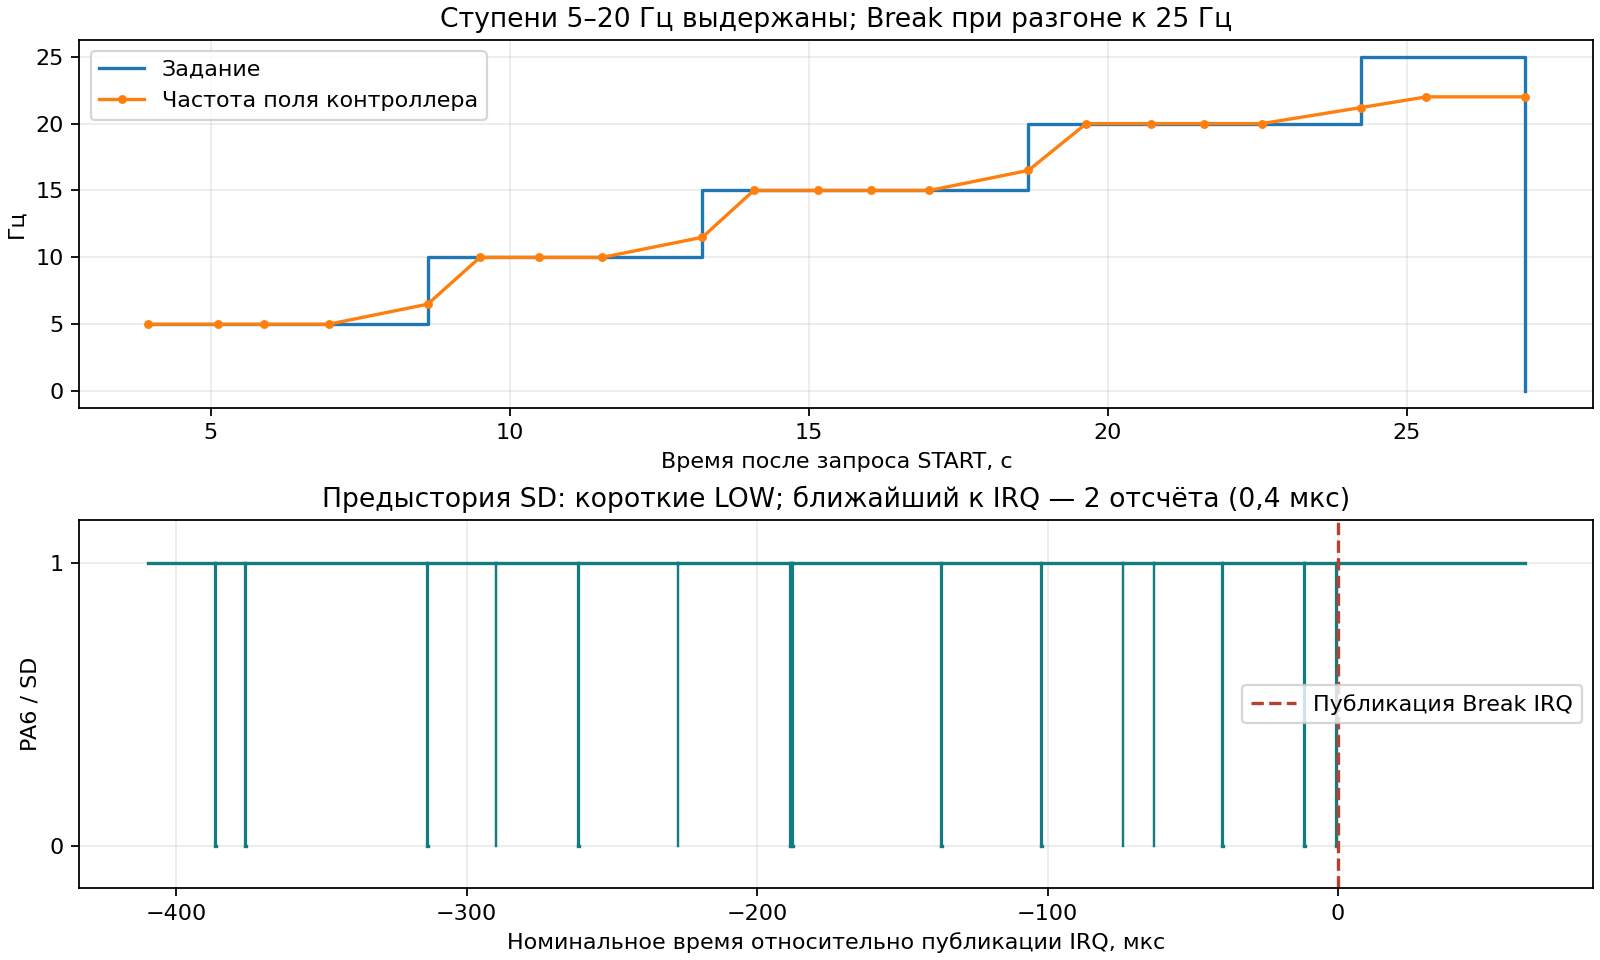 Ступени 5–20 Гц выдержаны; Break при разгоне к 25 Гц
Задание
Частота поля контроллера
25
20
15
10
5
0
Гц
5
10
15
20
25
Время после запроса START, с
Предыстория SD: короткие LOW; ближайший к IRQ — 2 отсчёта (0,4 мкс)
1
0
PA6 / SD
Публикация Break IRQ
−400
−300
−200
−100
0
Номинальное время относительно публикации IRQ, мкс